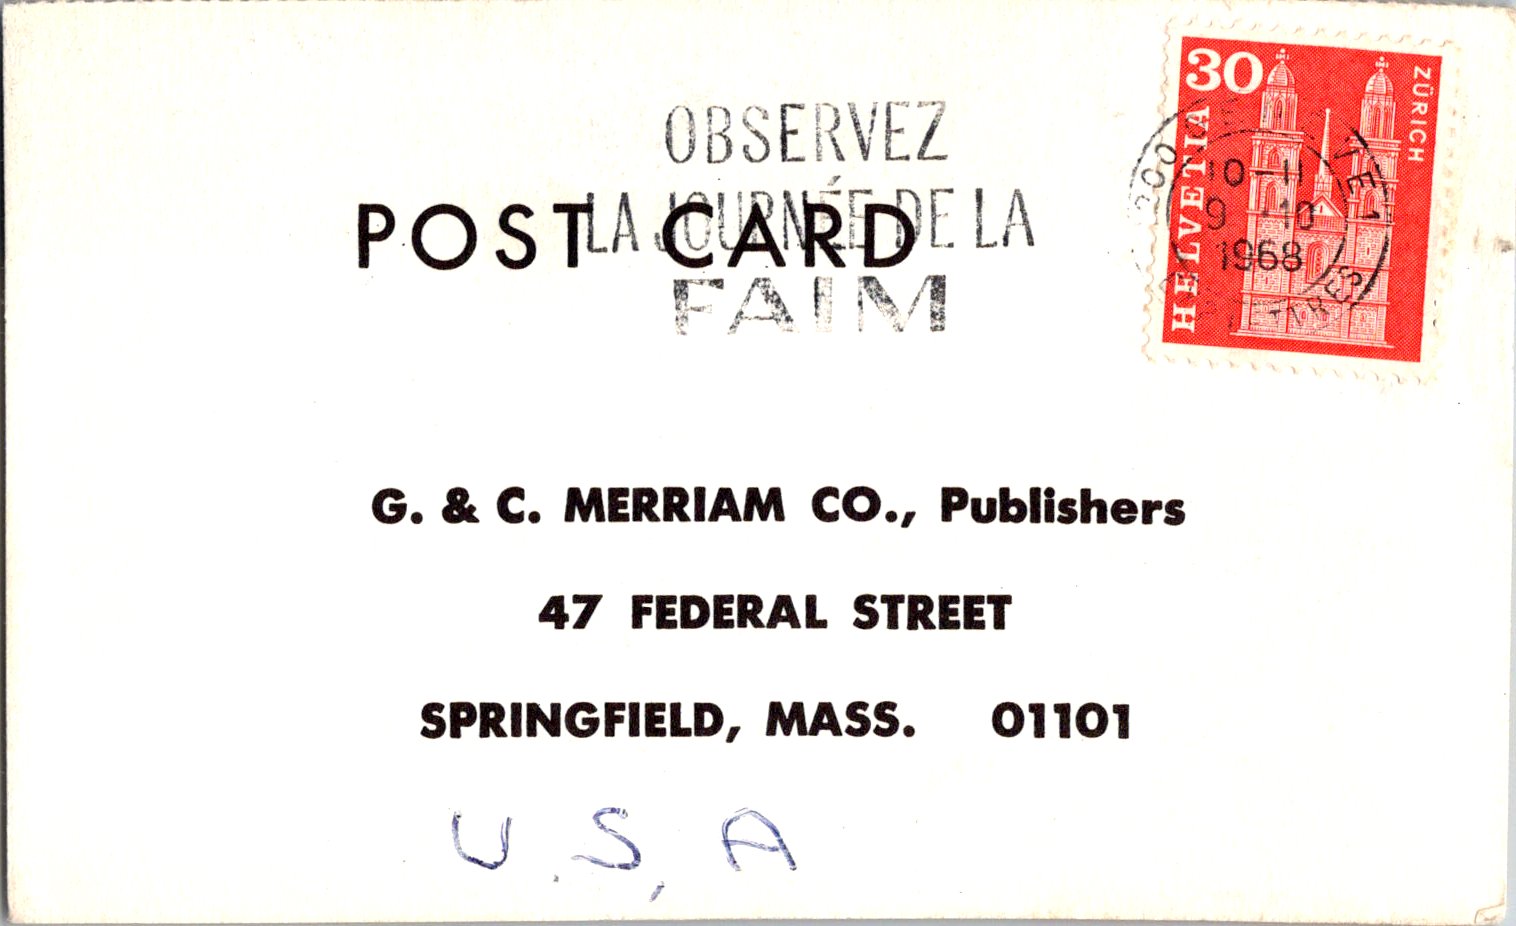 OBSERVEZ
LA JOURNÉE DE LA
FAIM
POST CARD
30
HELVETIA
ZÜRICH
10-11
9 -10
1968
LETTRES
G. & C. MERRIAM CO., Publishers
47 FEDERAL STREET
SPRINGFIELD, MASS. 01101
U.S.A